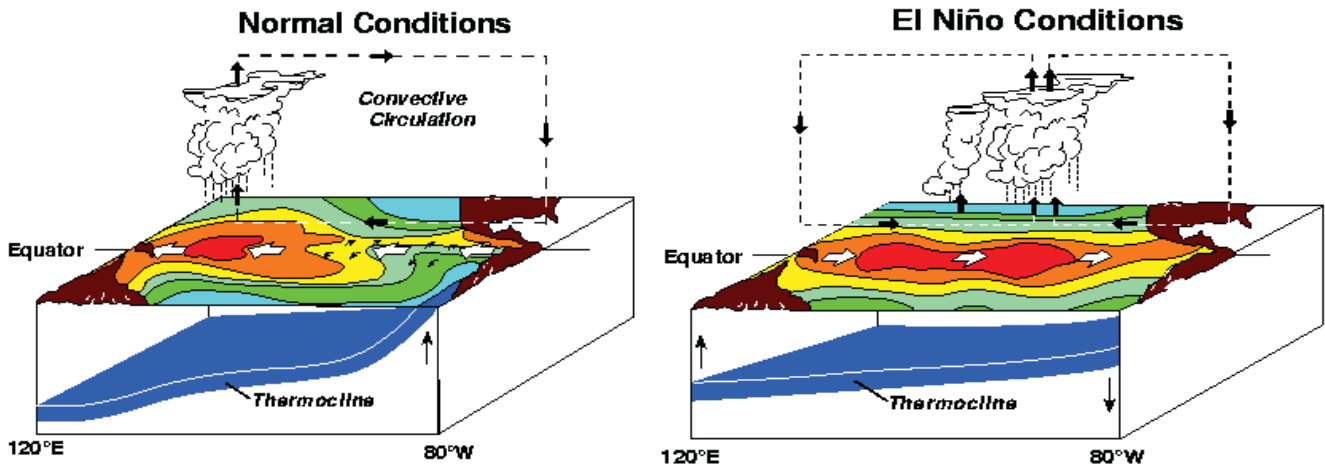 Normal Conditions
Convective
Circulation
Equator
Thermocline
120°E
80°W
El Niño Conditions
Equator
Thermocline
120°E
80°W